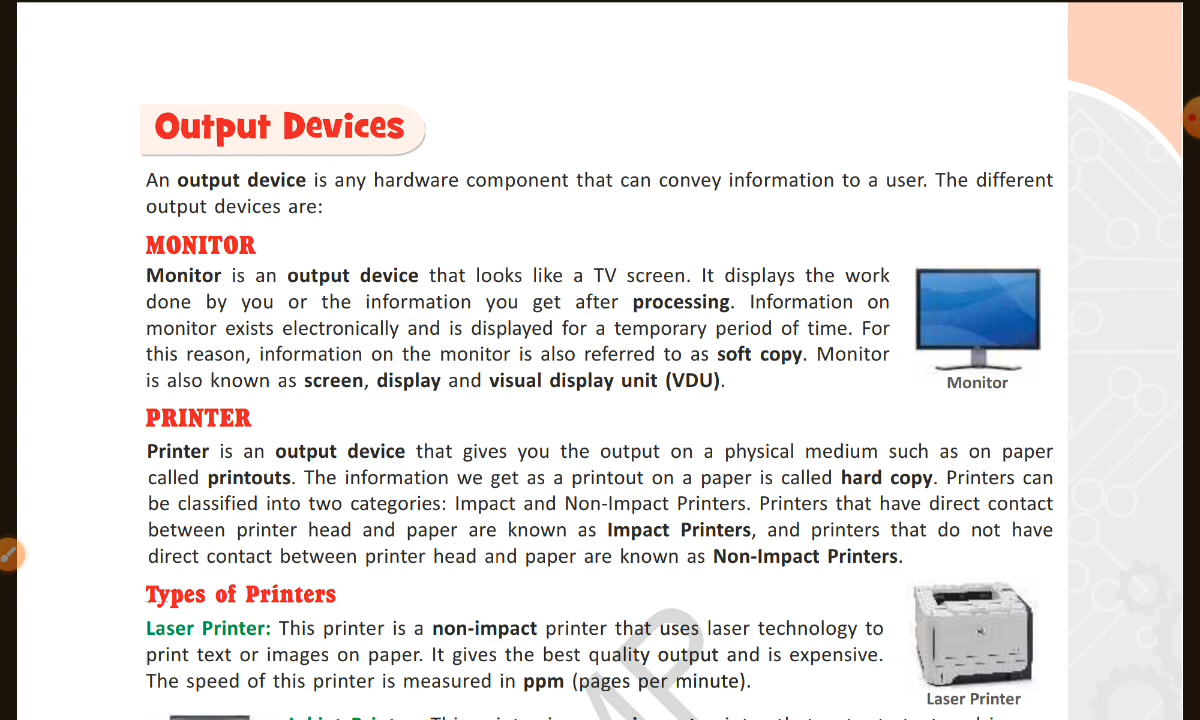 Output Devices
An output device is any hardware component that can convey information to a user. The different
output devices are:
MONITOR
Monitor is an output device that looks like a TV screen. It displays the work
done by you or the information you get after processing. Information on
monitor exists electronically and is displayed for a temporary period of time. For
this reason, information on the monitor is also referred to as soft copy. Monitor
is also known as screen, display and visual display unit (VDU).
Monitor
PRINTER
Printer is an output device that gives you the output on a physical medium such as on paper
called printouts. The information we get as a printout on a paper is called hard copy. Printers can
be classified into two categories: Impact and Non-Impact Printers. Printers that have direct contact
between printer head and paper are known as Impact Printers, and printers that do not have
direct contact between printer head and paper are known as Non-Impact Printers.
Types of Printers
Laser Printer: This printer is a non-impact printer that uses laser technology to
print text or images on paper. It gives the best quality output and is expensive.
The speed of this printer is measured in ppm (pages per minute).
Laser Printer